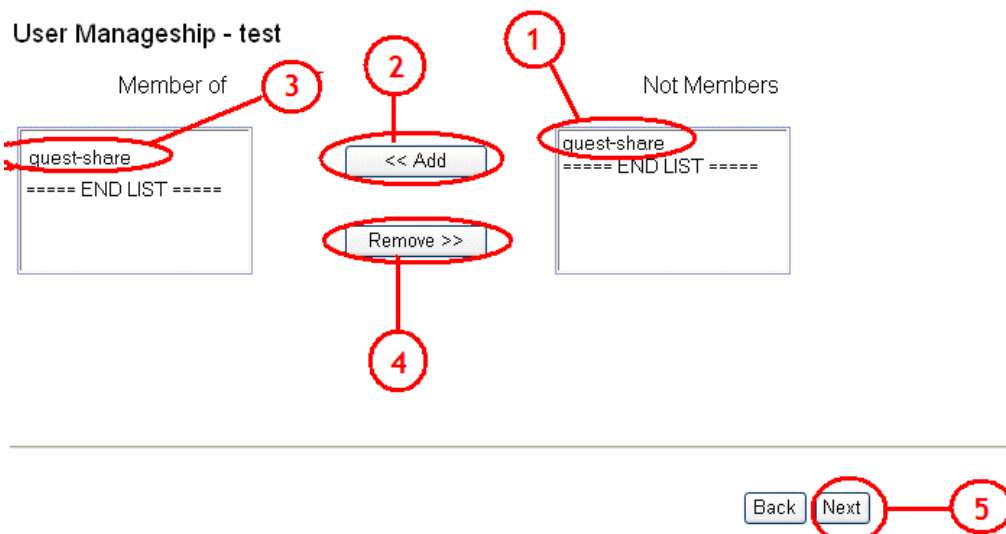 User Manageship - test
1
2
3
Member of
Not Members
quest-share
===== END LIST =====
<< Add
quest-share
===== END LIST =====
Remove >>
4
Back
Next
5